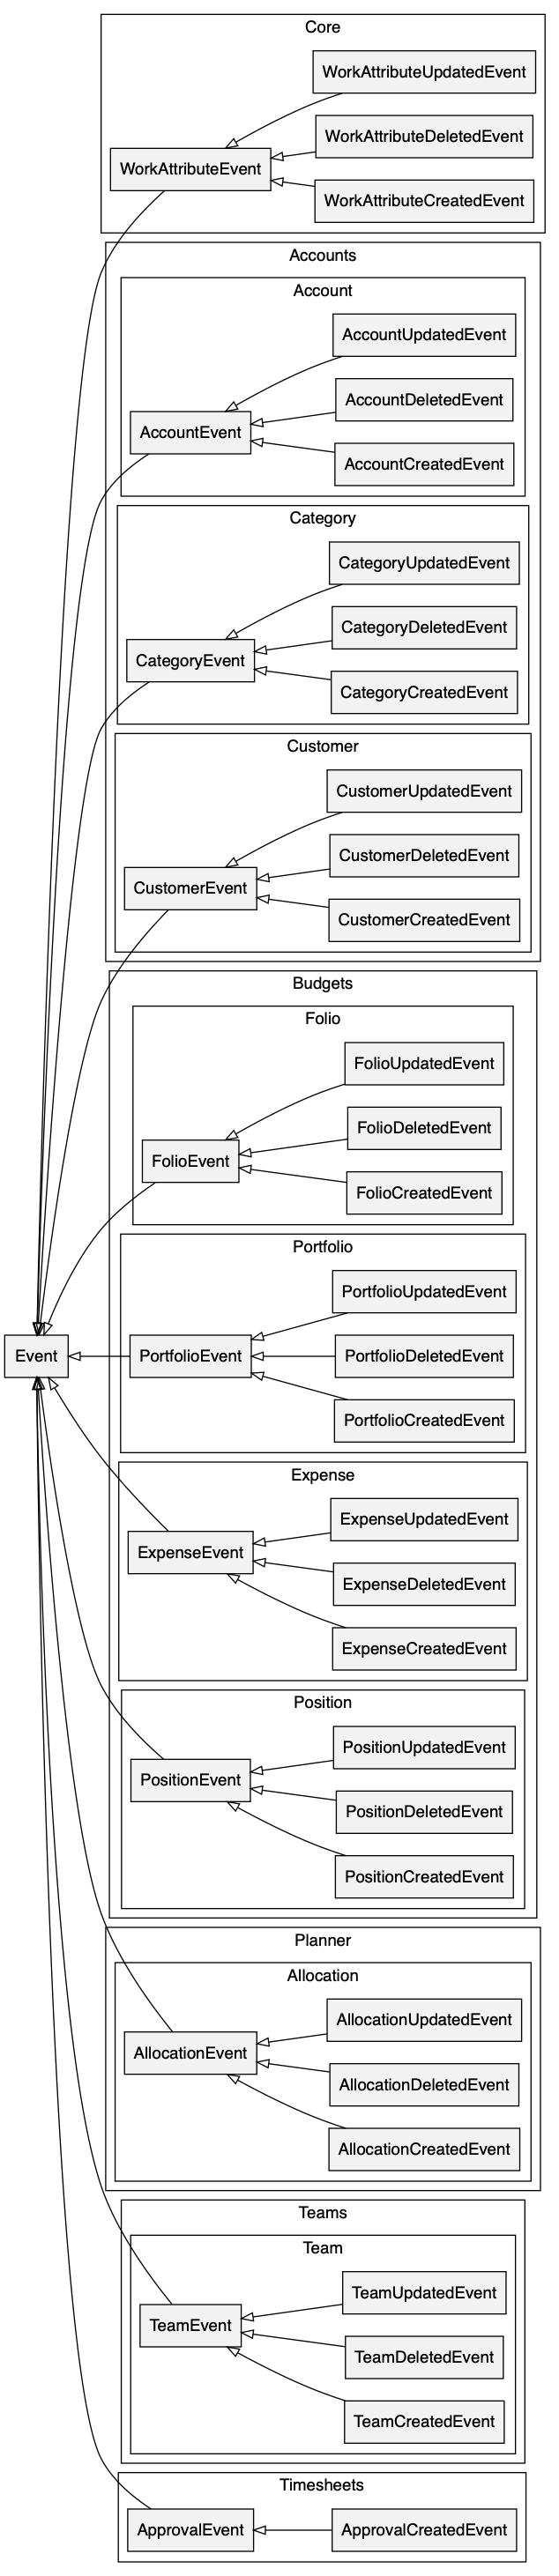 Core
WorkAttributeUpdatedEvent
WorkAttributeDeletedEvent
WorkAttributeEvent
WorkAttributeCreatedEvent
Accounts
Account
AccountUpdatedEvent
AccountDeletedEvent
AccountEvent
AccountCreatedEvent
Category
CategoryUpdatedEvent
CategoryDeletedEvent
CategoryEvent
CategoryCreatedEvent
Customer
CustomerUpdatedEvent
CustomerDeletedEvent
CustomerEvent
CustomerCreatedEvent
Budgets
Folio
FolioUpdatedEvent
FolioDeletedEvent
FolioEvent
FolioCreatedEvent
Portfolio
PortfolioUpdatedEvent
Event
PortfolioEvent
PortfolioDeletedEvent
PortfolioCreatedEvent
Expense
ExpenseUpdatedEvent
ExpenseEvent
ExpenseDeletedEvent
ExpenseCreatedEvent
Position
PositionUpdatedEvent
PositionEvent
PositionDeletedEvent
PositionCreatedEvent
Planner
Allocation
AllocationUpdatedEvent
AllocationEvent
AllocationDeletedEvent
AllocationCreatedEvent
Teams
Team
TeamUpdatedEvent
TeamEvent
TeamDeletedEvent
TeamCreatedEvent
Timesheets
ApprovalEvent
ApprovalCreatedEvent